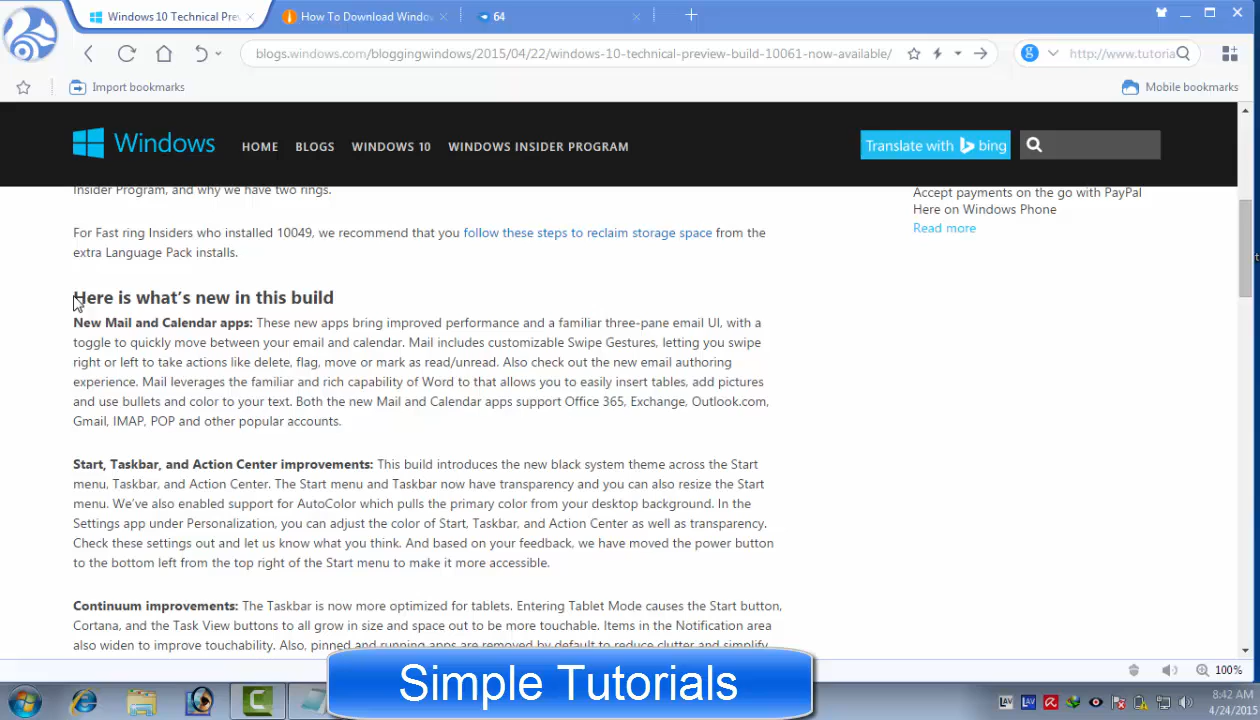 Windows 10 Technical Prev
How To Download Windo
64
blogs.windows.com/bloggingwindows/2015/04/22/windows-10-technical-preview-build-10061-now-available/
http://www.tutoria
Import bookmarks
Mobile bookmarks
Windows
HOME BLOGS WINDOWS 10 WINDOWS INSIDER PROGRAM
Translate with bing
Insider Program, and why we have two rings.
Accept payments on the go with PayPal
Here on Windows Phone
Read more
For Fast ring Insiders who installed 10049, we recommend that you follow these steps to reclaim storage space from the
extra Language Pack installs.
Here is what's new in this build
New Mail and Calendar apps: These new apps bring improved performance and a familiar three-pane email UI, with a
toggle to quickly move between your email and calendar. Mail includes customizable Swipe Gestures, letting you swipe
right or left to take actions like delete, flag, move or mark as read/unread. Also check out the new email authoring
experience. Mail leverages the familiar and rich capability of Word to that allows you to easily insert tables, add pictures
and use bullets and color to your text. Both the new Mail and Calendar apps support Office 365, Exchange, Outlook.com,
Gmail, IMAP, POP and other popular accounts.
Start, Taskbar, and Action Center improvements: This build introduces the new black system theme across the Start
menu, Taskbar, and Action Center. The Start menu and Taskbar now have transparency and you can also resize the Start
menu. We've also enabled support for AutoColor which pulls the primary color from your desktop background. In the
Settings app under Personalization, you can adjust the color of Start, Taskbar, and Action Center as well as transparency.
Check these settings out and let us know what you think. And based on your feedback, we have moved the power button
to the bottom left from the top right of the Start menu to make it more accessible.
Continuum improvements: The Taskbar is now more optimized for tablets. Entering Tablet Mode causes the Start button,
Cortana, and the Task View buttons to all grow in size and space out to be more touchable. Items in the Notification area
also widen to improve touchability. Also, pinned and running apps are removed by default to reduce clutter and simplify
100%
Simple Tutorials
LAV LAV
8:42 AM
4/24/2015